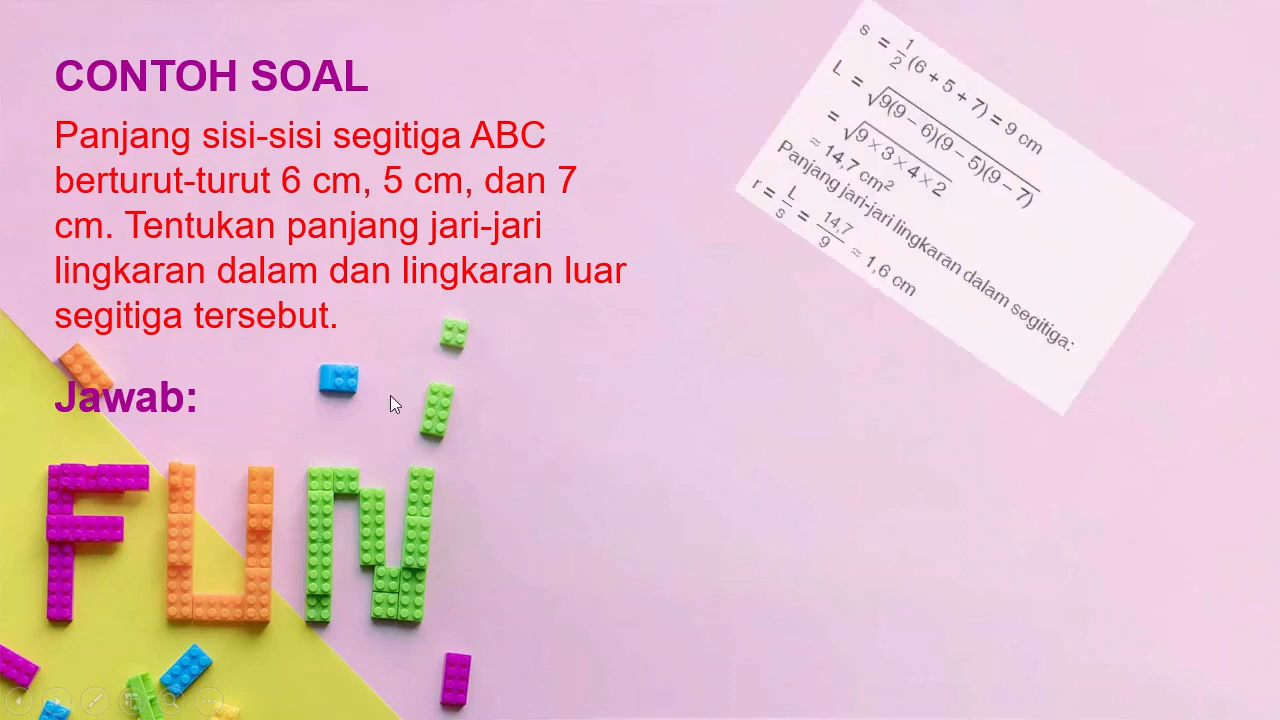 CONTOH SOAL
Panjang sisi-sisi segitiga ABC
berturut-turut 6 cm, 5 cm, dan 7
cm. Tentukan panjang jari-jari
lingkaran dalam dan lingkaran luar
segitiga tersebut.
Jawab:
FUN
s = 1/2 (6 + 5 + 7) = 9 cm
L = √9(9 – 6)(9 – 5)(9 – 7)
= √9 × 3 × 4 × 2
≈ 14,7 cm²
Panjang jari-jari lingkaran dalam segitiga:
r = L/s = 14,7/9 ≈ 1,6 cm